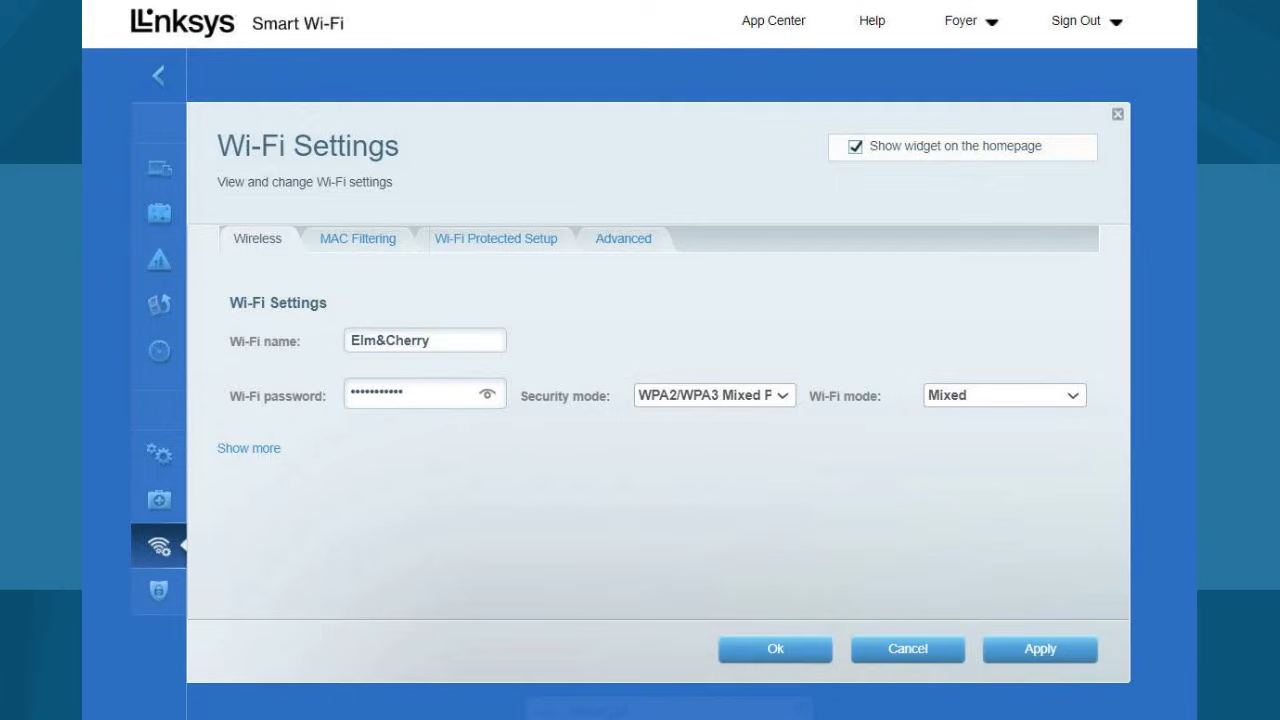 Linksys Smart Wi-Fi App Center Help Foyer Sign Out
Wi-Fi Settings
Show widget on the homepage
View and change Wi-Fi settings
Wireless MAC Filtering Wi-Fi Protected Setup Advanced
Wi-Fi Settings
Wi-Fi name: Elm&Cherry
Wi-Fi password: ••••••••••• Security mode: WPA2/WPA3 Mixed P Wi-Fi mode: Mixed
Show more
Ok Cancel Apply